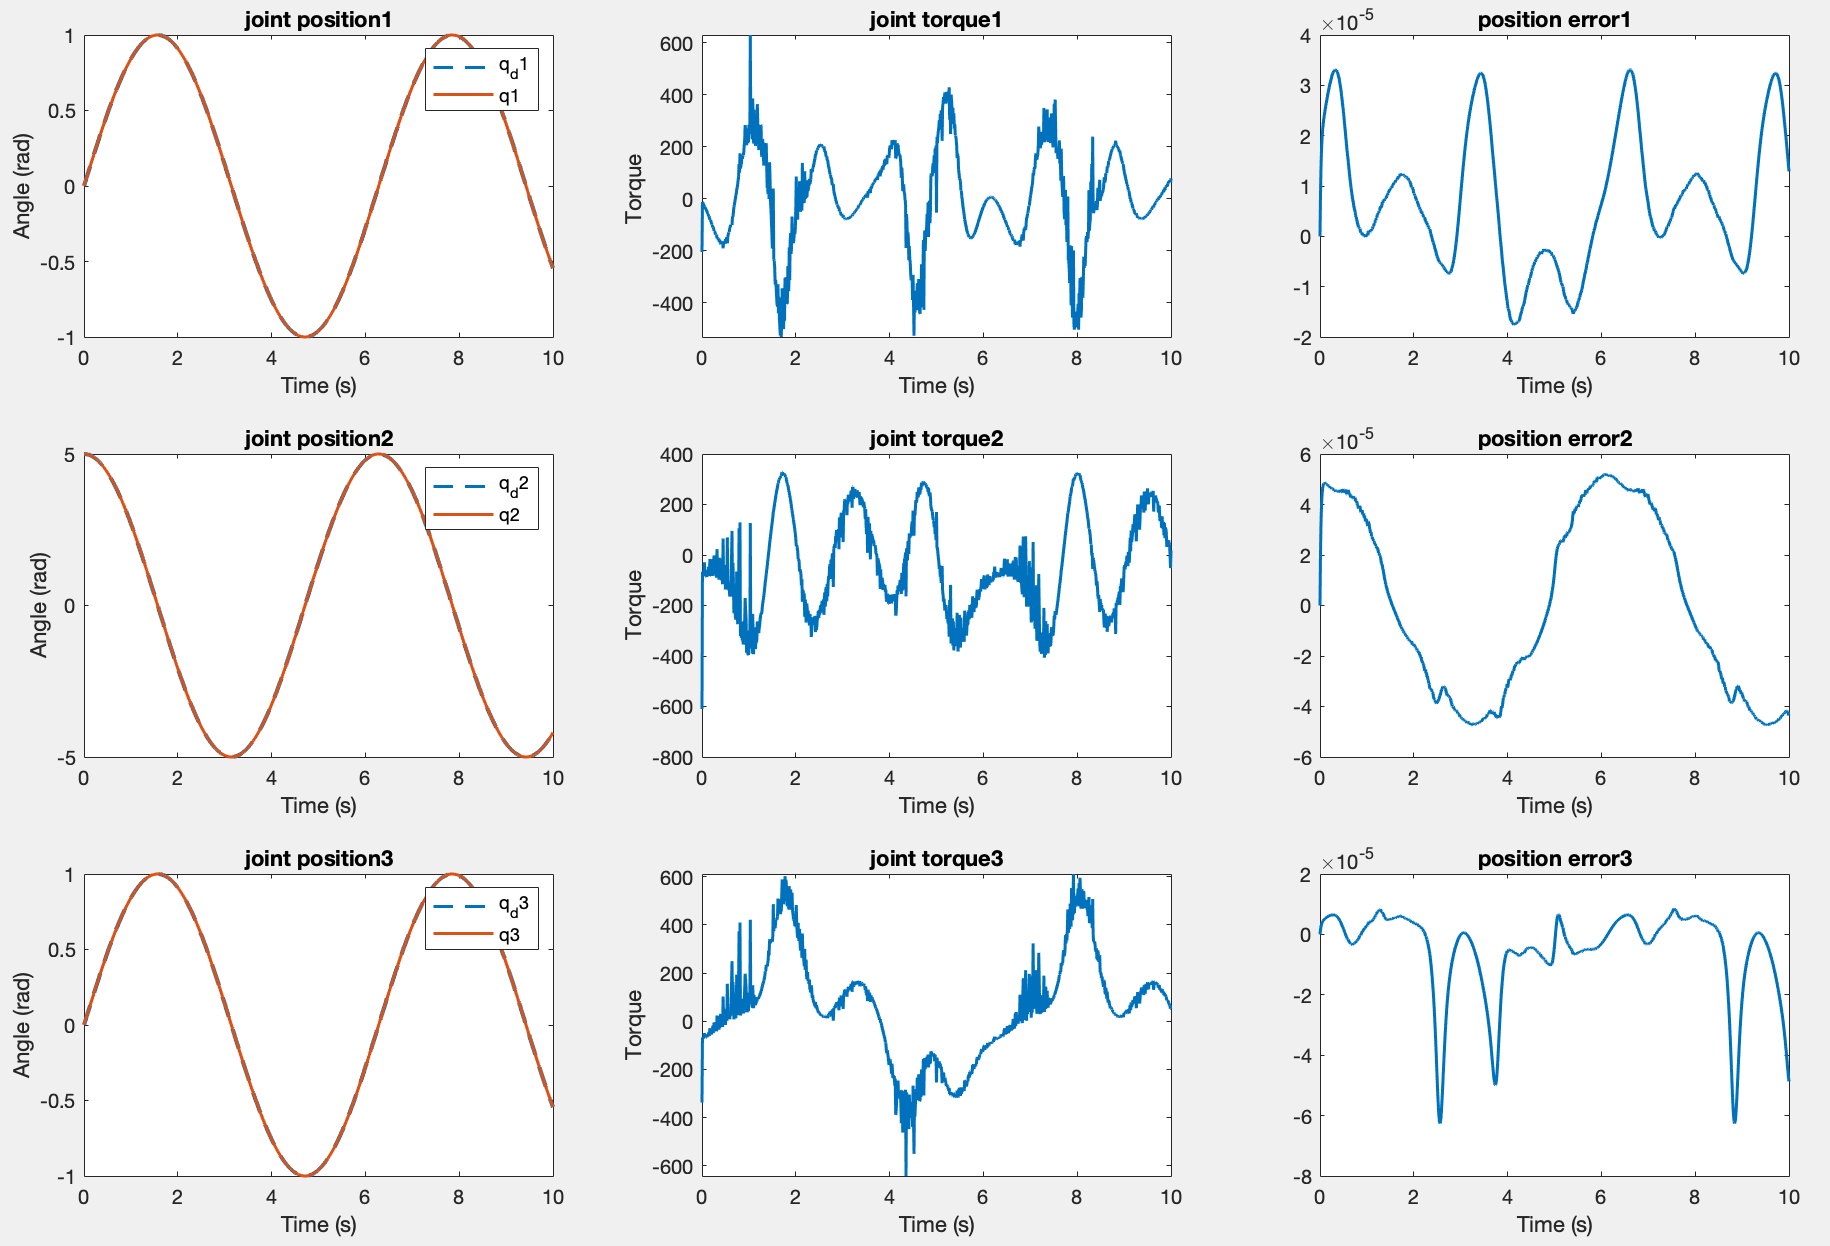 joint position1
1
0.5
0
-0.5
-1
Angle (rad)
q_d1
q1
0 2 4 6 8 10
Time (s)
joint torque1
600
400
200
0
-200
-400
Torque
0 2 4 6 8 10
Time (s)
position error1
×10^-5
4
3
2
1
0
-1
-2
0 2 4 6 8 10
Time (s)
joint position2
5
0
-5
Angle (rad)
q_d2
q2
0 2 4 6 8 10
Time (s)
joint torque2
400
200
0
-200
-400
-600
-800
Torque
0 2 4 6 8 10
Time (s)
position error2
×10^-5
6
4
2
0
-2
-4
-6
0 2 4 6 8 10
Time (s)
joint position3
1
0.5
0
-0.5
-1
Angle (rad)
q_d3
q3
0 2 4 6 8 10
Time (s)
joint torque3
600
400
200
0
-200
-400
-600
Torque
0 2 4 6 8 10
Time (s)
position error3
×10^-5
2
0
-2
-4
-6
-8
0 2 4 6 8 10
Time (s)